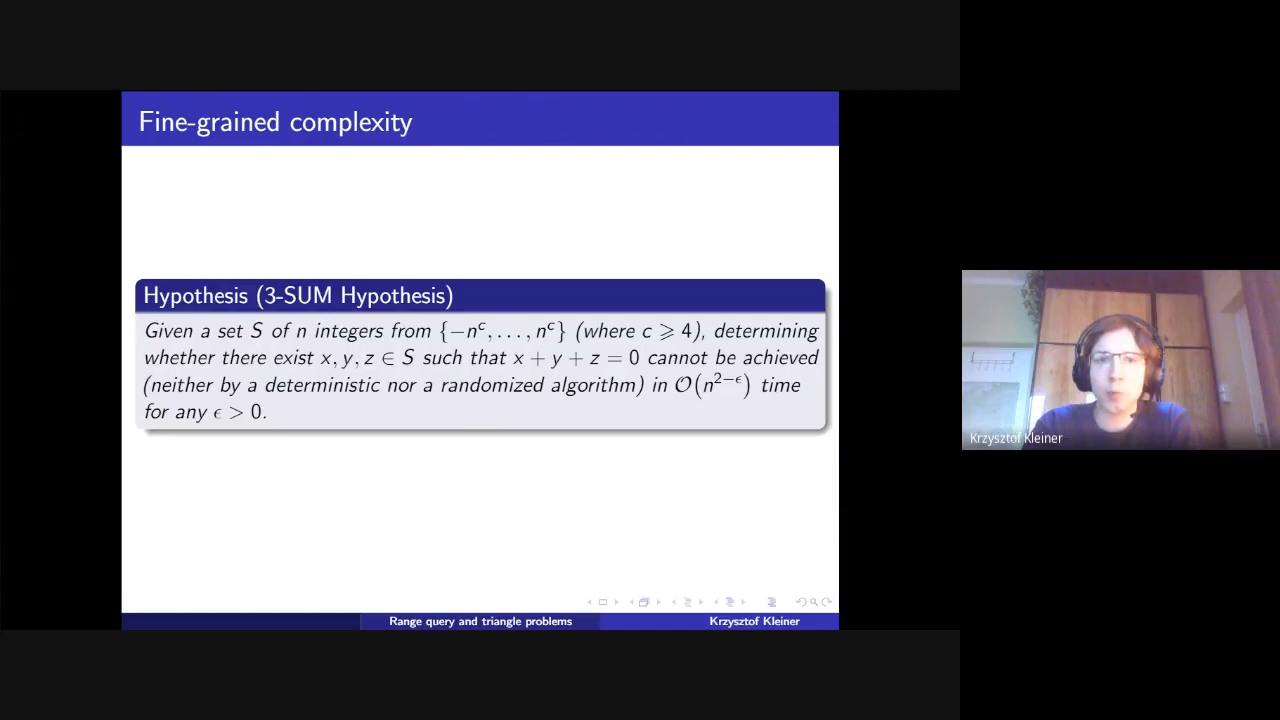 Fine-grained complexity
Hypothesis (3-SUM Hypothesis)
Given a set S of n integers from {−nᶜ, . . . , nᶜ} (where c ⩾ 4), determining
whether there exist x, y, z ∈ S such that x + y + z = 0 cannot be achieved
(neither by a deterministic nor a randomized algorithm) in O(n^{2−ϵ}) time
for any ϵ > 0.
Krzysztof Kleiner
Range query and triangle problems
Krzysztof Kleiner